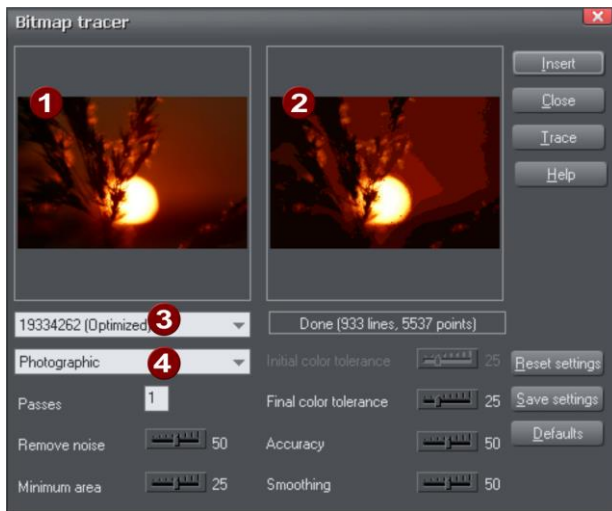 Bitmap tracer
1
2
Insert
Close
Trace
Help
19334262 (Optimized)
3
Done (933 lines, 5537 points)
Photographic
4
Initial color tolerance
25
Reset settings
Passes
1
Final color tolerance
25
Save settings
Remove noise
50
Accuracy
50
Defaults
Minimum area
25
Smoothing
50